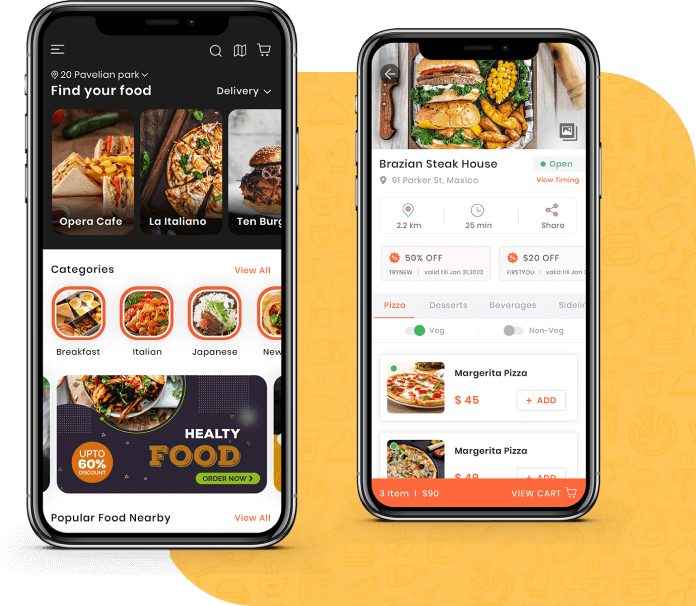 20 Pavelian park
Find your food
Delivery
Opera Cafe
La Italiano
Ten Burg
Categories
View All
Breakfast
Italian
Japanese
New
UPTO
60%
DISCOUNT
HEALTY
FOOD
ORDER NOW
Popular Food Nearby
View All
Brazian Steak House
Open
91 Parker St, Maxico
View Timing
2.2 km
25 min
Share
50% OFF
TRYNEW | valid till Jan 31,2022
$20 OFF
FIRSTYOU | valid till Jan
Pizza
Desserts
Beverages
Sidelin
Veg
Non-Veg
Margerita Pizza
$ 45
+ ADD
Margerita Pizza
$ 49
+ ADD
3 Item | $90
VIEW CART